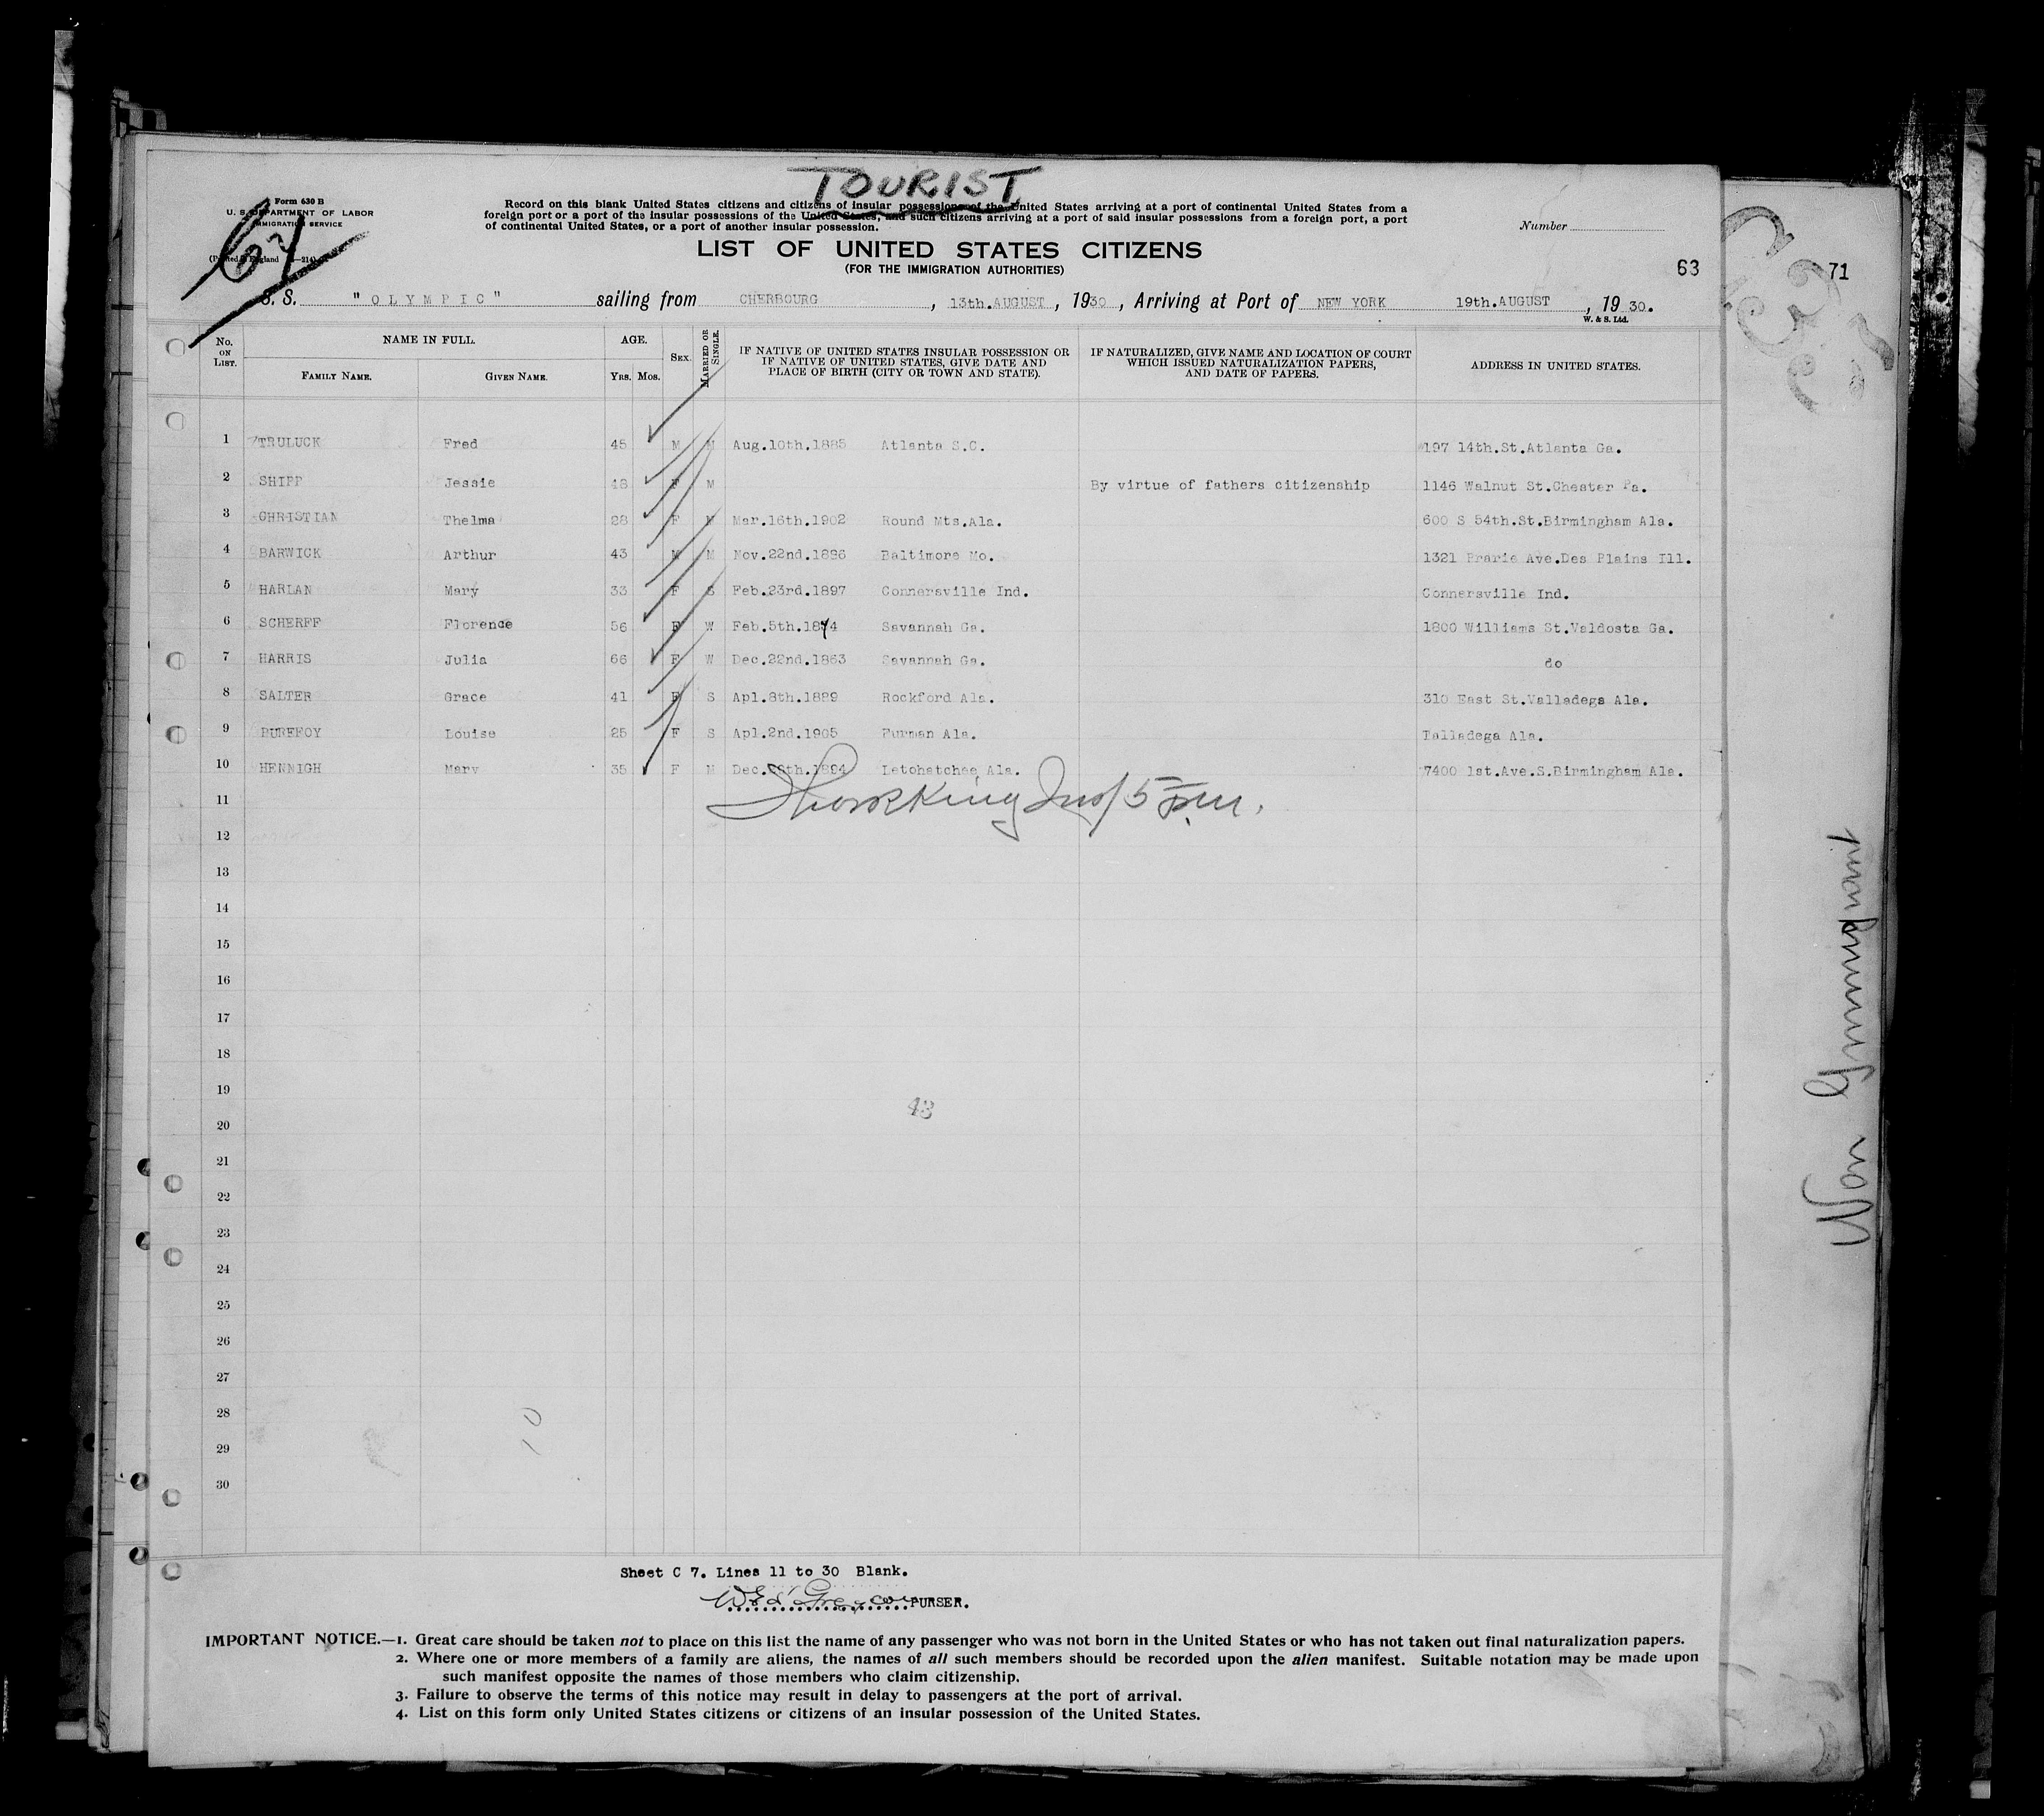 TOURIST
Form 630 B
U. S. DEPARTMENT OF LABOR
IMMIGRATION SERVICE
Record on this blank United States citizens and citizens of insular possessions of the United States arriving at a port of continental United States from a
foreign port or a port of the insular possessions of the United States, and such citizens arriving at a port of said insular possessions from a foreign port, a port
of continental United States, or a port of another insular possession.
Number
LIST OF UNITED STATES CITIZENS
(FOR THE IMMIGRATION AUTHORITIES)
63
71
S. S. "OLYMPIC" sailing from CHERBOURG, 13th.AUGUST, 1930, Arriving at Port of NEW YORK 19th.AUGUST, 19 30.
W. & S. Ltd.
No. ON LIST. NAME IN FULL. FAMILY NAME. GIVEN NAME. AGE. YRS. MOS. SEX. MARRIED OR SINGLE. IF NATIVE OF UNITED STATES INSULAR POSSESSION OR IF NATIVE OF UNITED STATES, GIVE DATE AND PLACE OF BIRTH (CITY OR TOWN AND STATE). IF NATURALIZED, GIVE NAME AND LOCATION OF COURT WHICH ISSUED NATURALIZATION PAPERS, AND DATE OF PAPERS. ADDRESS IN UNITED STATES.
1 TRULUCK Fred 45 M M Aug.10th.1885 Atlanta S.C. 197 14th.St.Atlanta Ga.
2 SHIPP Jessie 48 F M By virtue of fathers citizenship 1146 Walnut St.Chester Pa.
3 CHRISTIAN Thelma 28 F M Mar.16th.1902 Round Mts.Ala. 600 S 54th.St.Birmingham Ala.
4 BARWICK Arthur 43 M M Nov.22nd.1886 Baltimore Mo. 1321 Prarie Ave.Des Plains Ill.
5 HARLAN Mary 33 F S Feb.23rd.1897 Connersville Ind. Connersville Ind.
6 SCHERFF Florence 56 F W Feb.5th.1874 Savannah Ga. 1800 Williams St.Valdosta Ga.
7 HARRIS Julia 66 F W Dec.22nd.1863 Savannah Ga. do
8 SALTER Grace 41 F S Apl.8th.1889 Rockford Ala. 310 East St.Valladega Ala.
9 PUREFOY Louise 25 F S Apl.2nd.1905 Furman Ala. Talladega Ala.
10 HENNIGH Mary 35 F M Dec. 1894 Letohatchee Ala. 7400 1st.Ave.S.Birmingham Ala.
11
12
13
14
15
16
17
18
19
43
20
21
22
23
24
25
26
27
28
29
30
10
Non Immigrant
Sheet C 7. Lines 11 to 30 Blank.
PURSER.
IMPORTANT NOTICE.—1. Great care should be taken not to place on this list the name of any passenger who was not born in the United States or who has not taken out final naturalization papers.
2. Where one or more members of a family are aliens, the names of all such members should be recorded upon the alien manifest. Suitable notation may be made upon
such manifest opposite the names of those members who claim citizenship.
3. Failure to observe the terms of this notice may result in delay to passengers at the port of arrival.
4. List on this form only United States citizens or citizens of an insular possession of the United States.